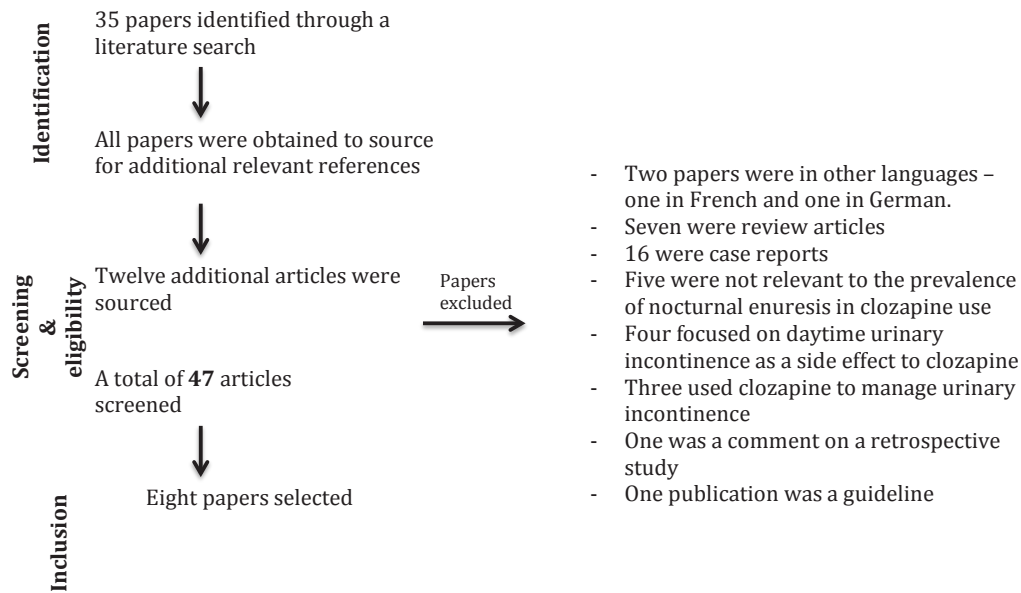 Identification
35 papers identified through a
literature search
All papers were obtained to source
for additional relevant references
Screening
&
eligibility
Twelve additional articles were
sourced
A total of 47 articles
screened
Papers
excluded
- Two papers were in other languages –
one in French and one in German.
- Seven were review articles
- 16 were case reports
- Five were not relevant to the prevalence
of nocturnal enuresis in clozapine use
- Four focused on daytime urinary
incontinence as a side effect to clozapine
- Three used clozapine to manage urinary
incontinence
- One was a comment on a retrospective
study
- One publication was a guideline
Inclusion
Eight papers selected